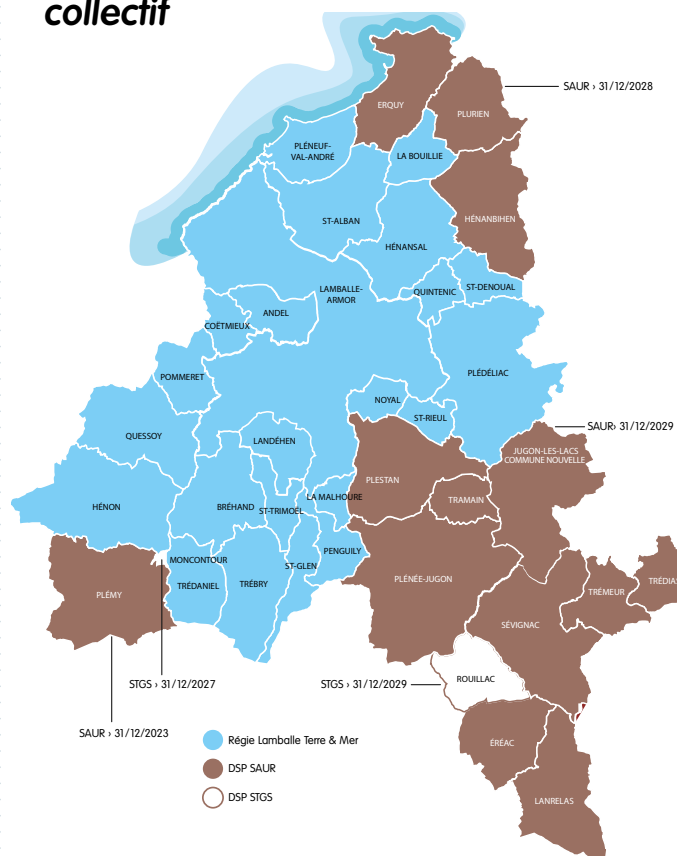 collectif
ERQUY
PLURIEN
SAUR › 31/12/2028
PLÉNEUF-
VAL-ANDRÉ
LA BOUILLIE
ST-ALBAN
HÉNANBIHEN
HÉNANSAL
LAMBALLE-
ARMOR
QUINTENIC
ST-DENOUAL
ANDEL
COËTMIEUX
POMMERET
PLÉDÉLIAC
NOYAL
ST-RIEUL
QUESSOY
LANDÉHEN
SAUR› 31/12/2029
JUGON-LES-LACS
COMMUNE NOUVELLE
PLESTAN
TRAMAIN
HÉNON
BRÉHAND
ST-TRIMOËL
LA MALHOURE
PENGUILY
MONCONTOUR
ST-GLEN
TRÉDANIEL
TRÉBRY
PLÉMY
PLÉNÉE-JUGON
TRÉMEUR
TRÉDIAS
SÉVIGNAC
ROUILLAC
STGS › 31/12/2027
STGS › 31/12/2029
SAUR › 31/12/2023
ÉRÉAC
LANRELAS
Régie Lamballe Terre & Mer
DSP SAUR
DSP STGS